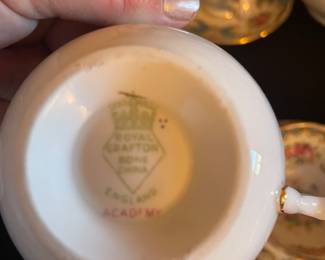 ROYAL
GRAFTON
BONE
CHINA
ENGLAND
ACADEMY